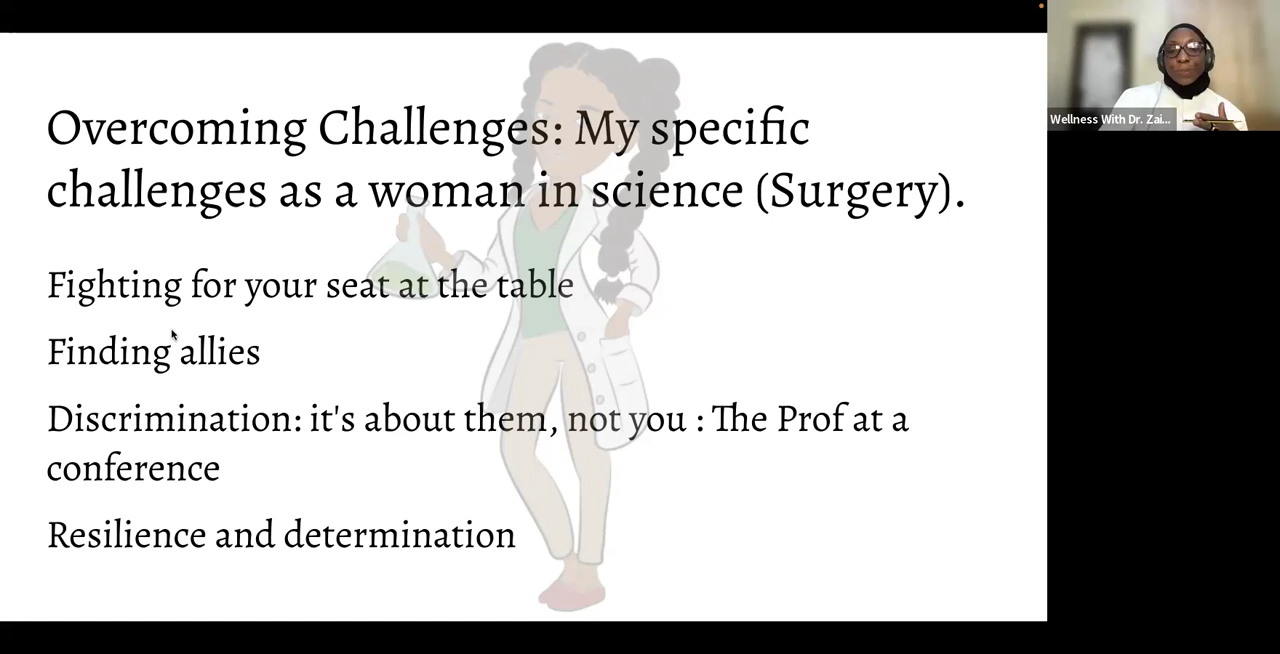 Overcoming Challenges: My specific
challenges as a woman in science (Surgery).
Fighting for your seat at the table
Finding allies
Discrimination: it's about them, not you : The Prof at a
conference
Resilience and determination
Wellness With Dr. Zai...